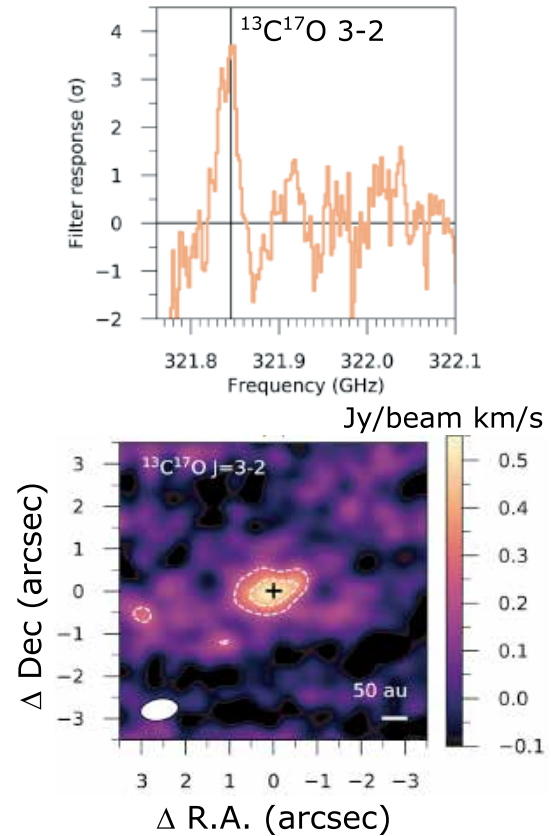 ¹³C¹⁷O 3-2
4
3
2
1
0
−1
−2
Filter response (σ)
321.8 321.9 322.0 322.1
Frequency (GHz)
Jy/beam km/s
¹³C¹⁷O J=3-2
3
2
1
0
−1
−2
−3
Δ Dec (arcsec)
50 au
0.5
0.4
0.3
0.2
0.1
0.0
−0.1
3 2 1 0 −1 −2 −3
Δ R.A. (arcsec)